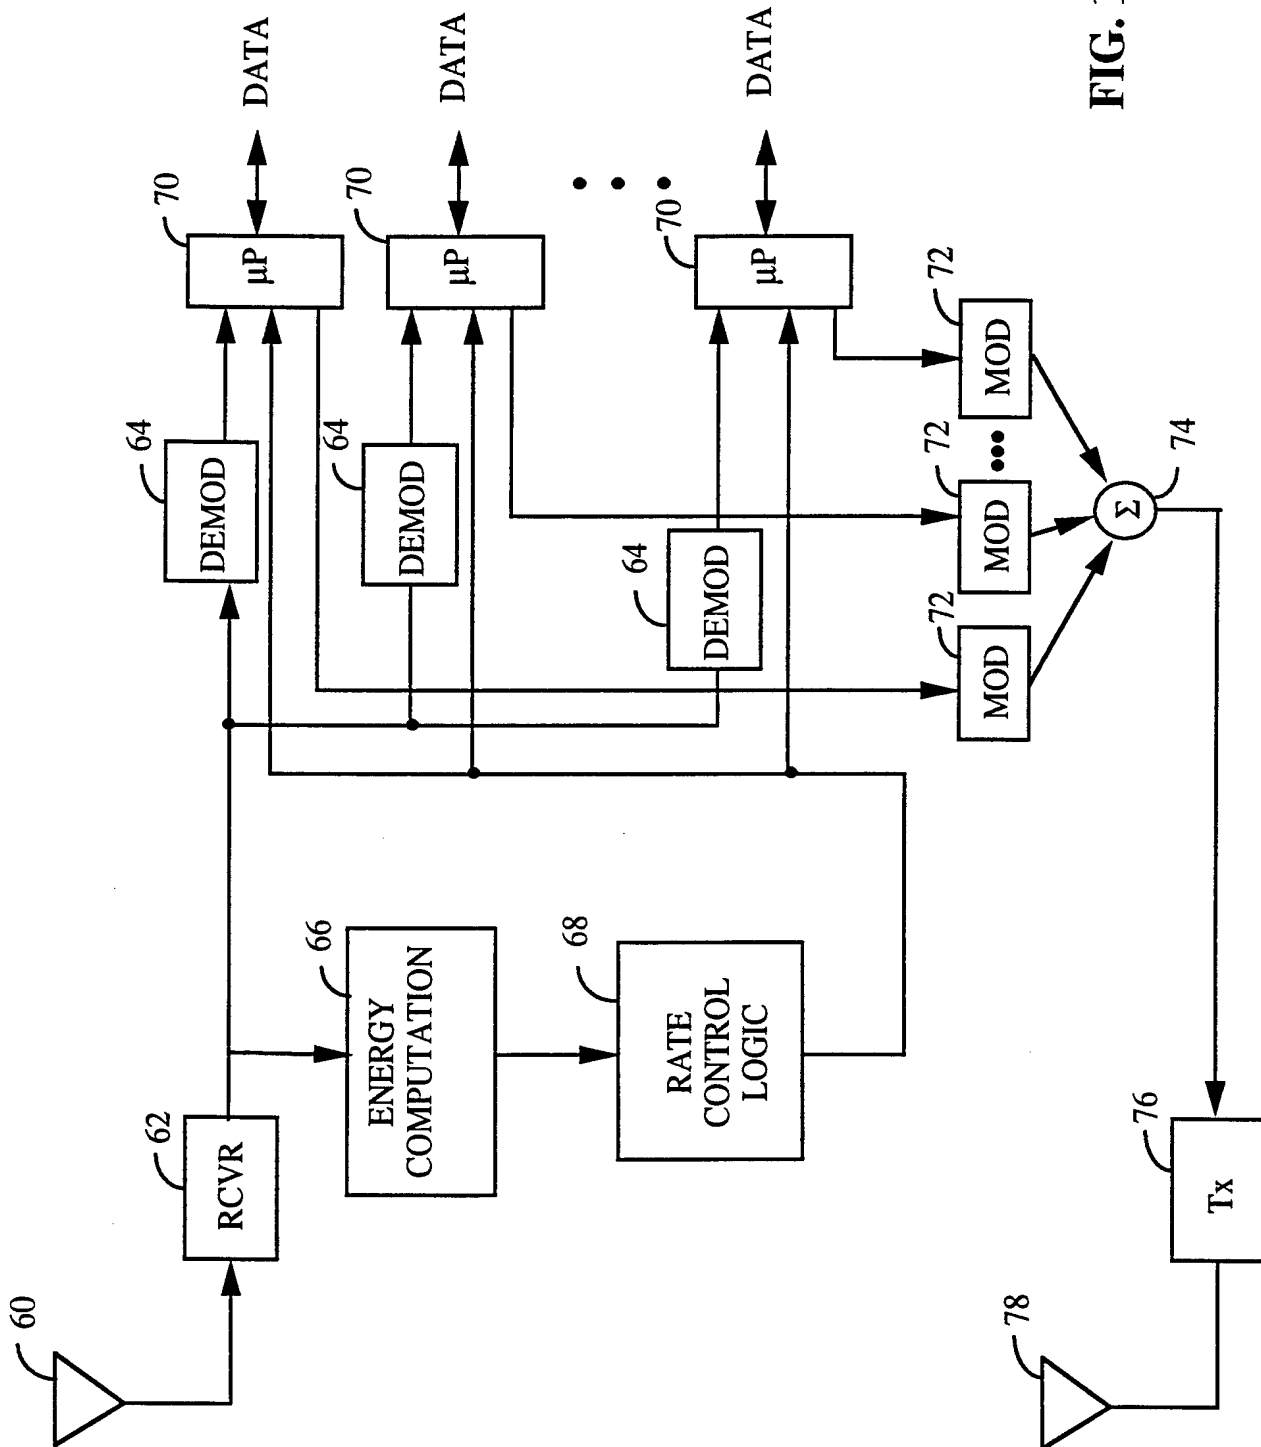 60
62
RCVR
66
ENERGY
COMPUTATION
68
RATE
CONTROL
LOGIC
64
DEMOD
64
DEMOD
64
DEMOD
70
µP
DATA
70
µP
DATA
70
µP
DATA
72
MOD
72
MOD
72
MOD
Σ
74
76
Tx
78
FIG.